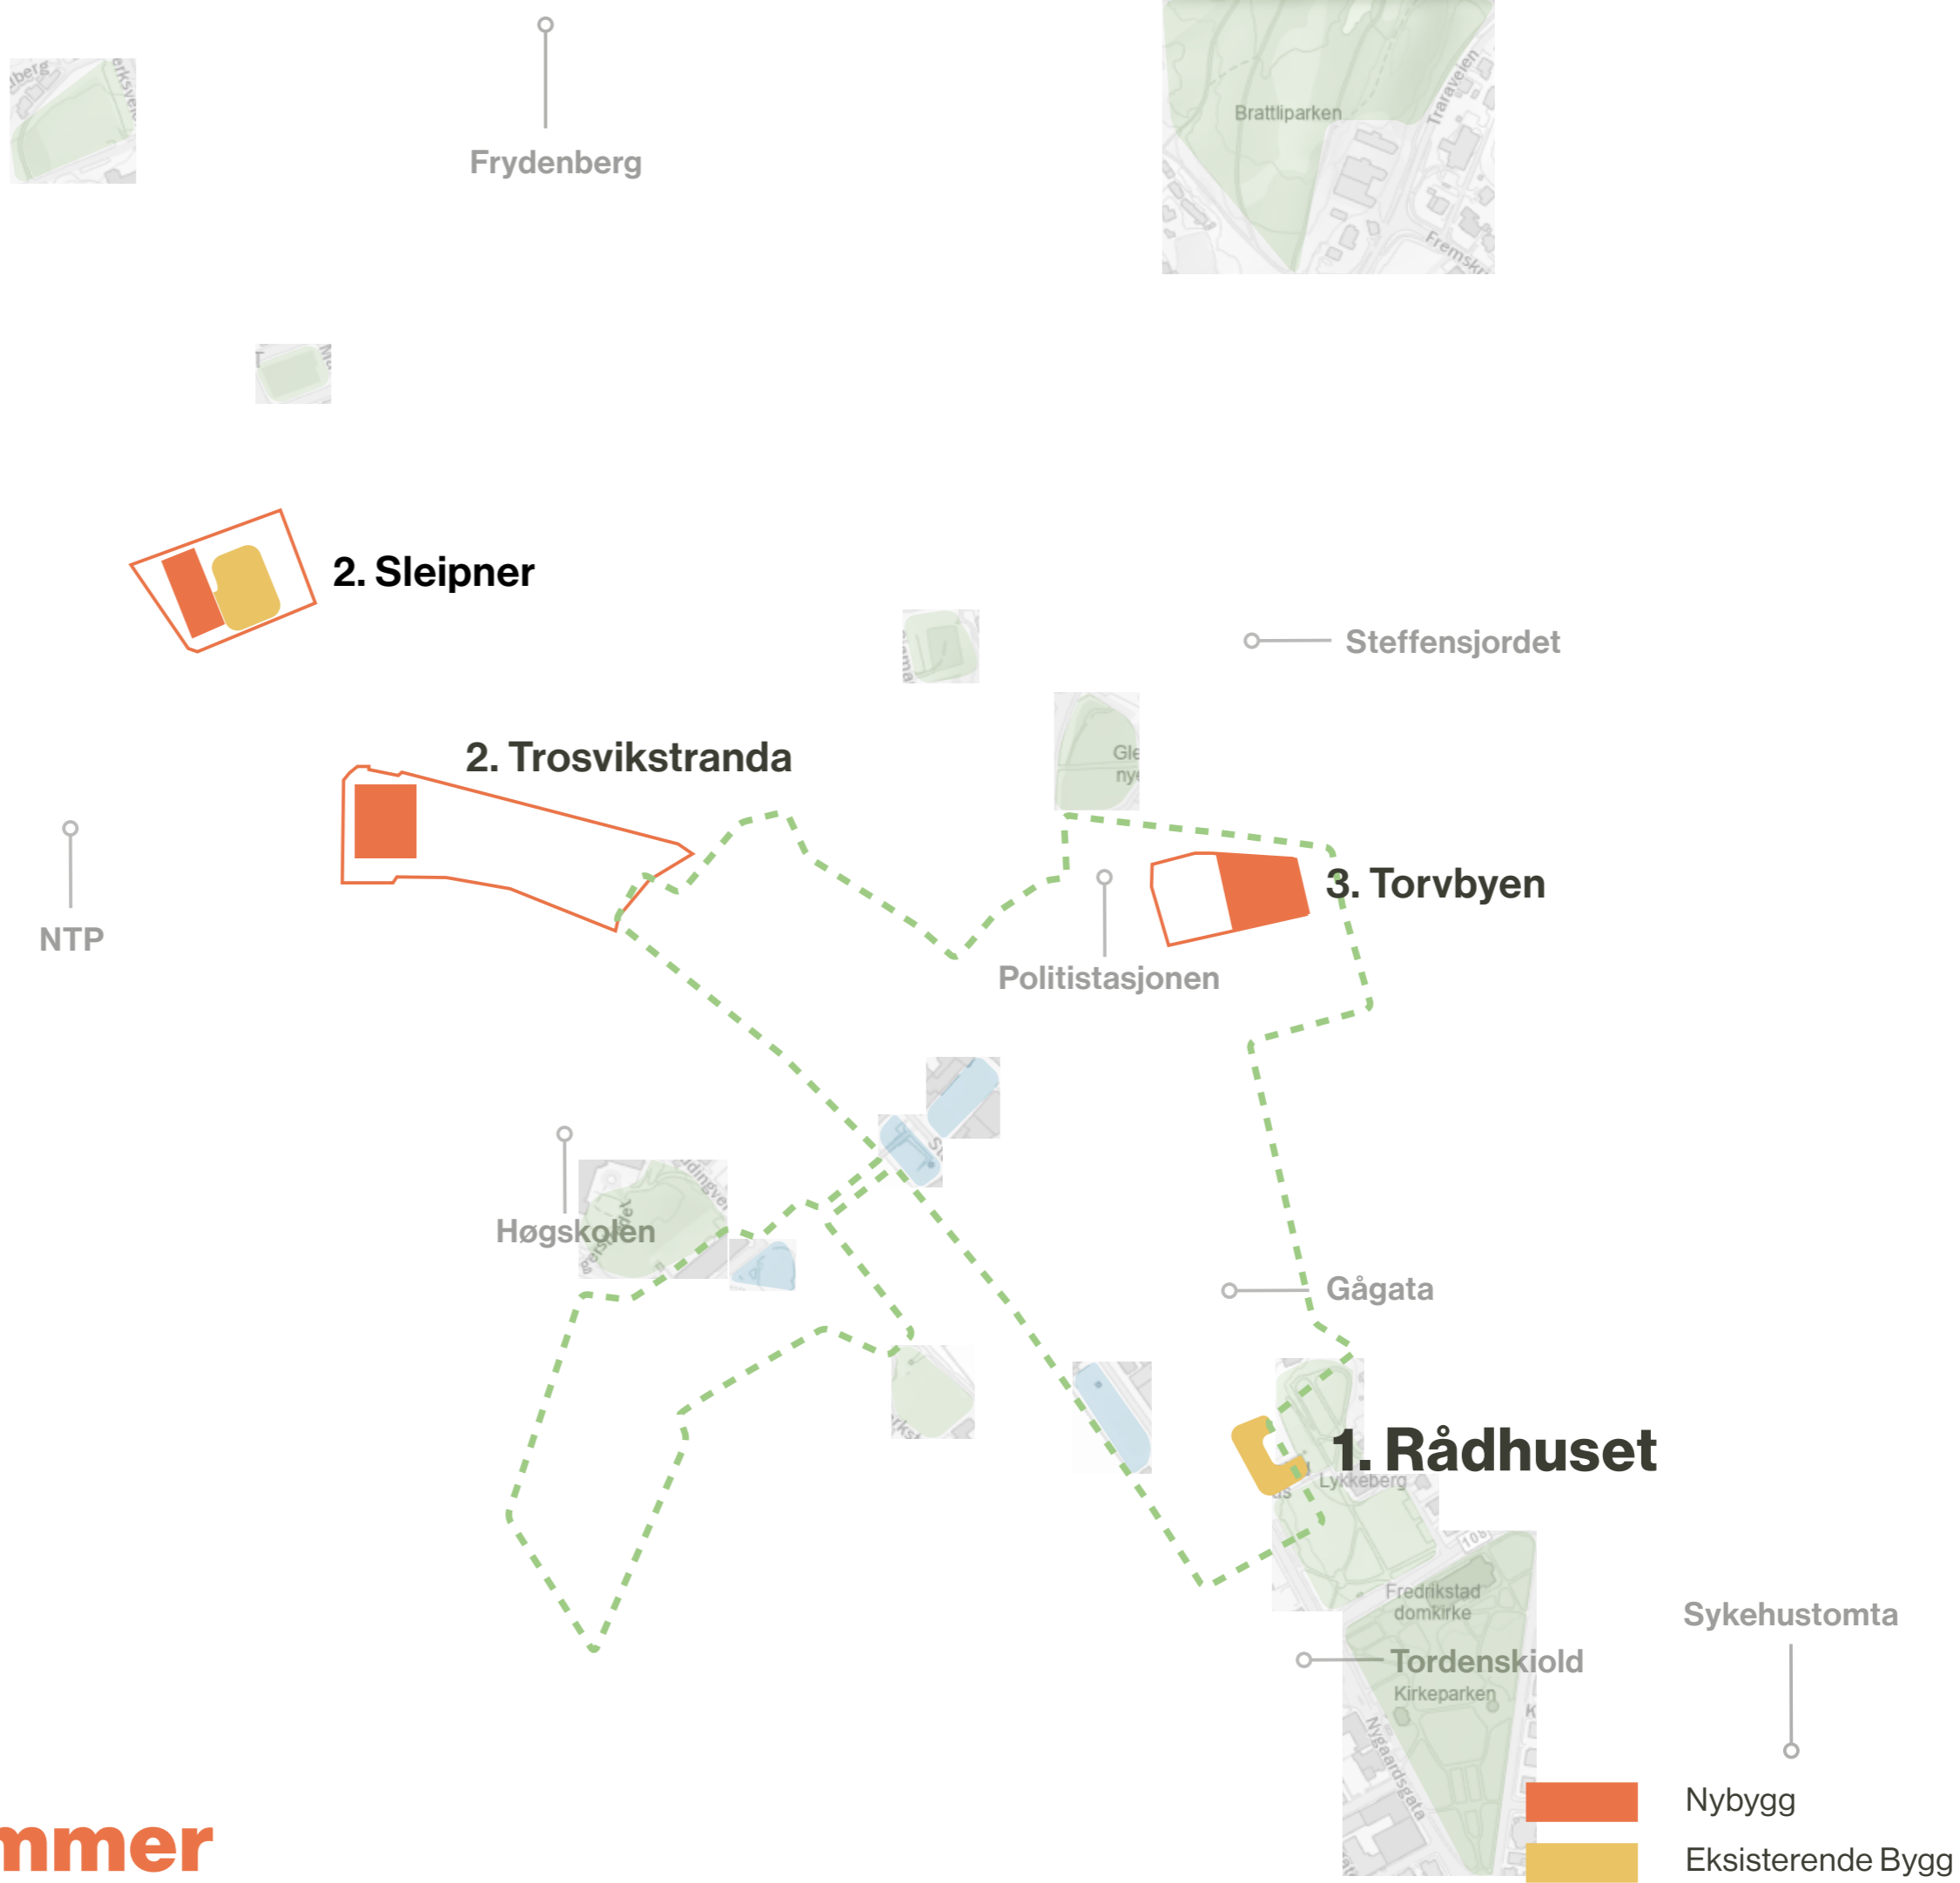 Frydenberg
Brattliparken
Traraveien
2. Sleipner
Steffensjordet
2. Trosvikstranda
3. Torvbyen
NTP
Politistasjonen
Høgskolen
Gågata
1. Rådhuset
Lykkeberg
108
Fredrikstad
domkirke
Sykehustomta
Tordenskiold
Kirkeparken
Nygaardsgata
Nybygg
Eksisterende Bygg
mmer